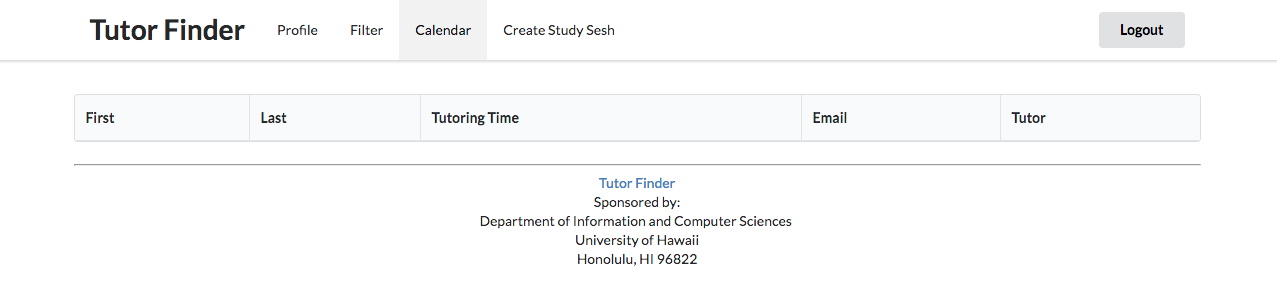 Tutor Finder Profile Filter Calendar Create Study Sesh Logout
First Last Tutoring Time Email Tutor
Tutor Finder
Sponsored by:
Department of Information and Computer Sciences
University of Hawaii
Honolulu, HI 96822